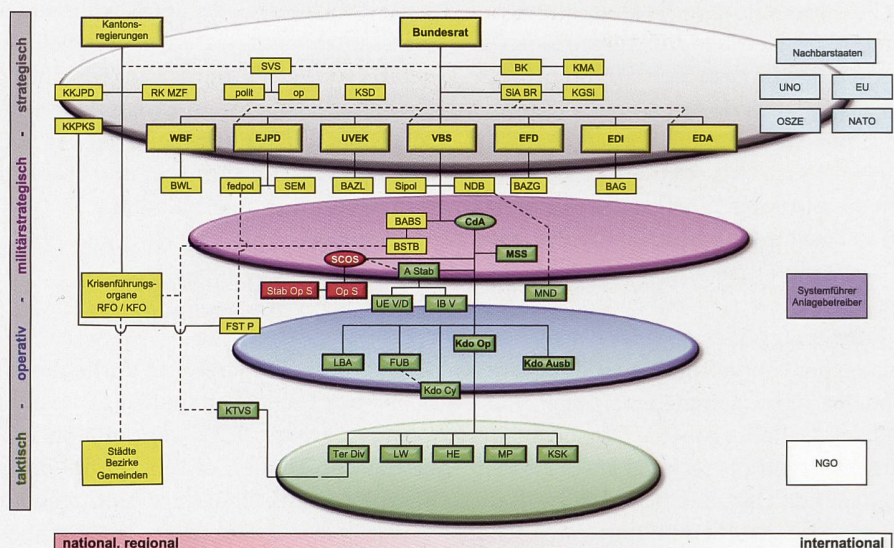 Kantons-
regierungen
Bundesrat
SVS
BK
KMA
Nachbarstaaten
KKJPD
RK MZF
polit
op
KSD
SiA BR
KGSi
UNO
EU
KKPKS
OSZE
NATO
WBF
EJPD
UVEK
VBS
EFD
EDI
EDA
BWL
fedpol
SEM
BAZL
Sipol
NDB
BAZG
BAG
BABS
CdA
BSTB
MSS
SCOS
A Stab
Krisenführungs-
organe
RFO / KFO
Stab Op S
Op S
MND
Systemführer
Anlagebetreiber
UE V/D
IB V
FST P
Kdo Op
LBA
FUB
Kdo Ausb
Kdo Cy
KTVS
Städte
Bezirke
Gemeinden
Ter Div
LW
HE
MP
KSK
NGO
taktisch - operativ - militärstrategisch - strategisch
national, regional
international